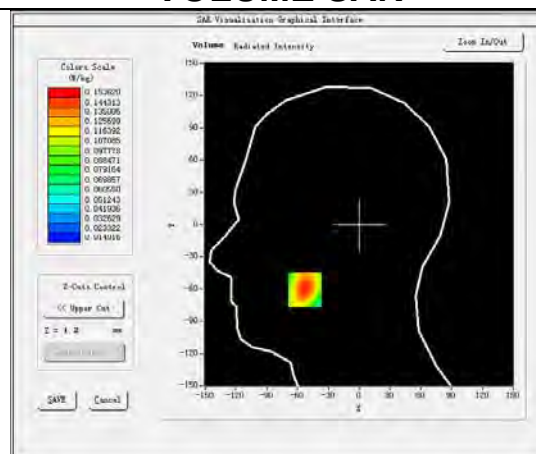 VOLUME SAR
SAR Visualisation Graphical Interface
Volume Radiated Intensity
Zoom In/Out
Colors Scale
(W/kg)
0.153620
0.144313
0.135006
0.125699
0.116392
0.107085
0.097778
0.088471
0.079164
0.069857
0.060550
0.051243
0.041936
0.032629
0.023322
0.014016
150
120
90
60
30
0
-30
-60
-90
-120
-150
Y
-150 -120 -90 -60 -30 0 30 60 90 120 150
X
Z-Cuts Control
<< Upper Cut
Z = 1.2 mm
SAVE
Cancel